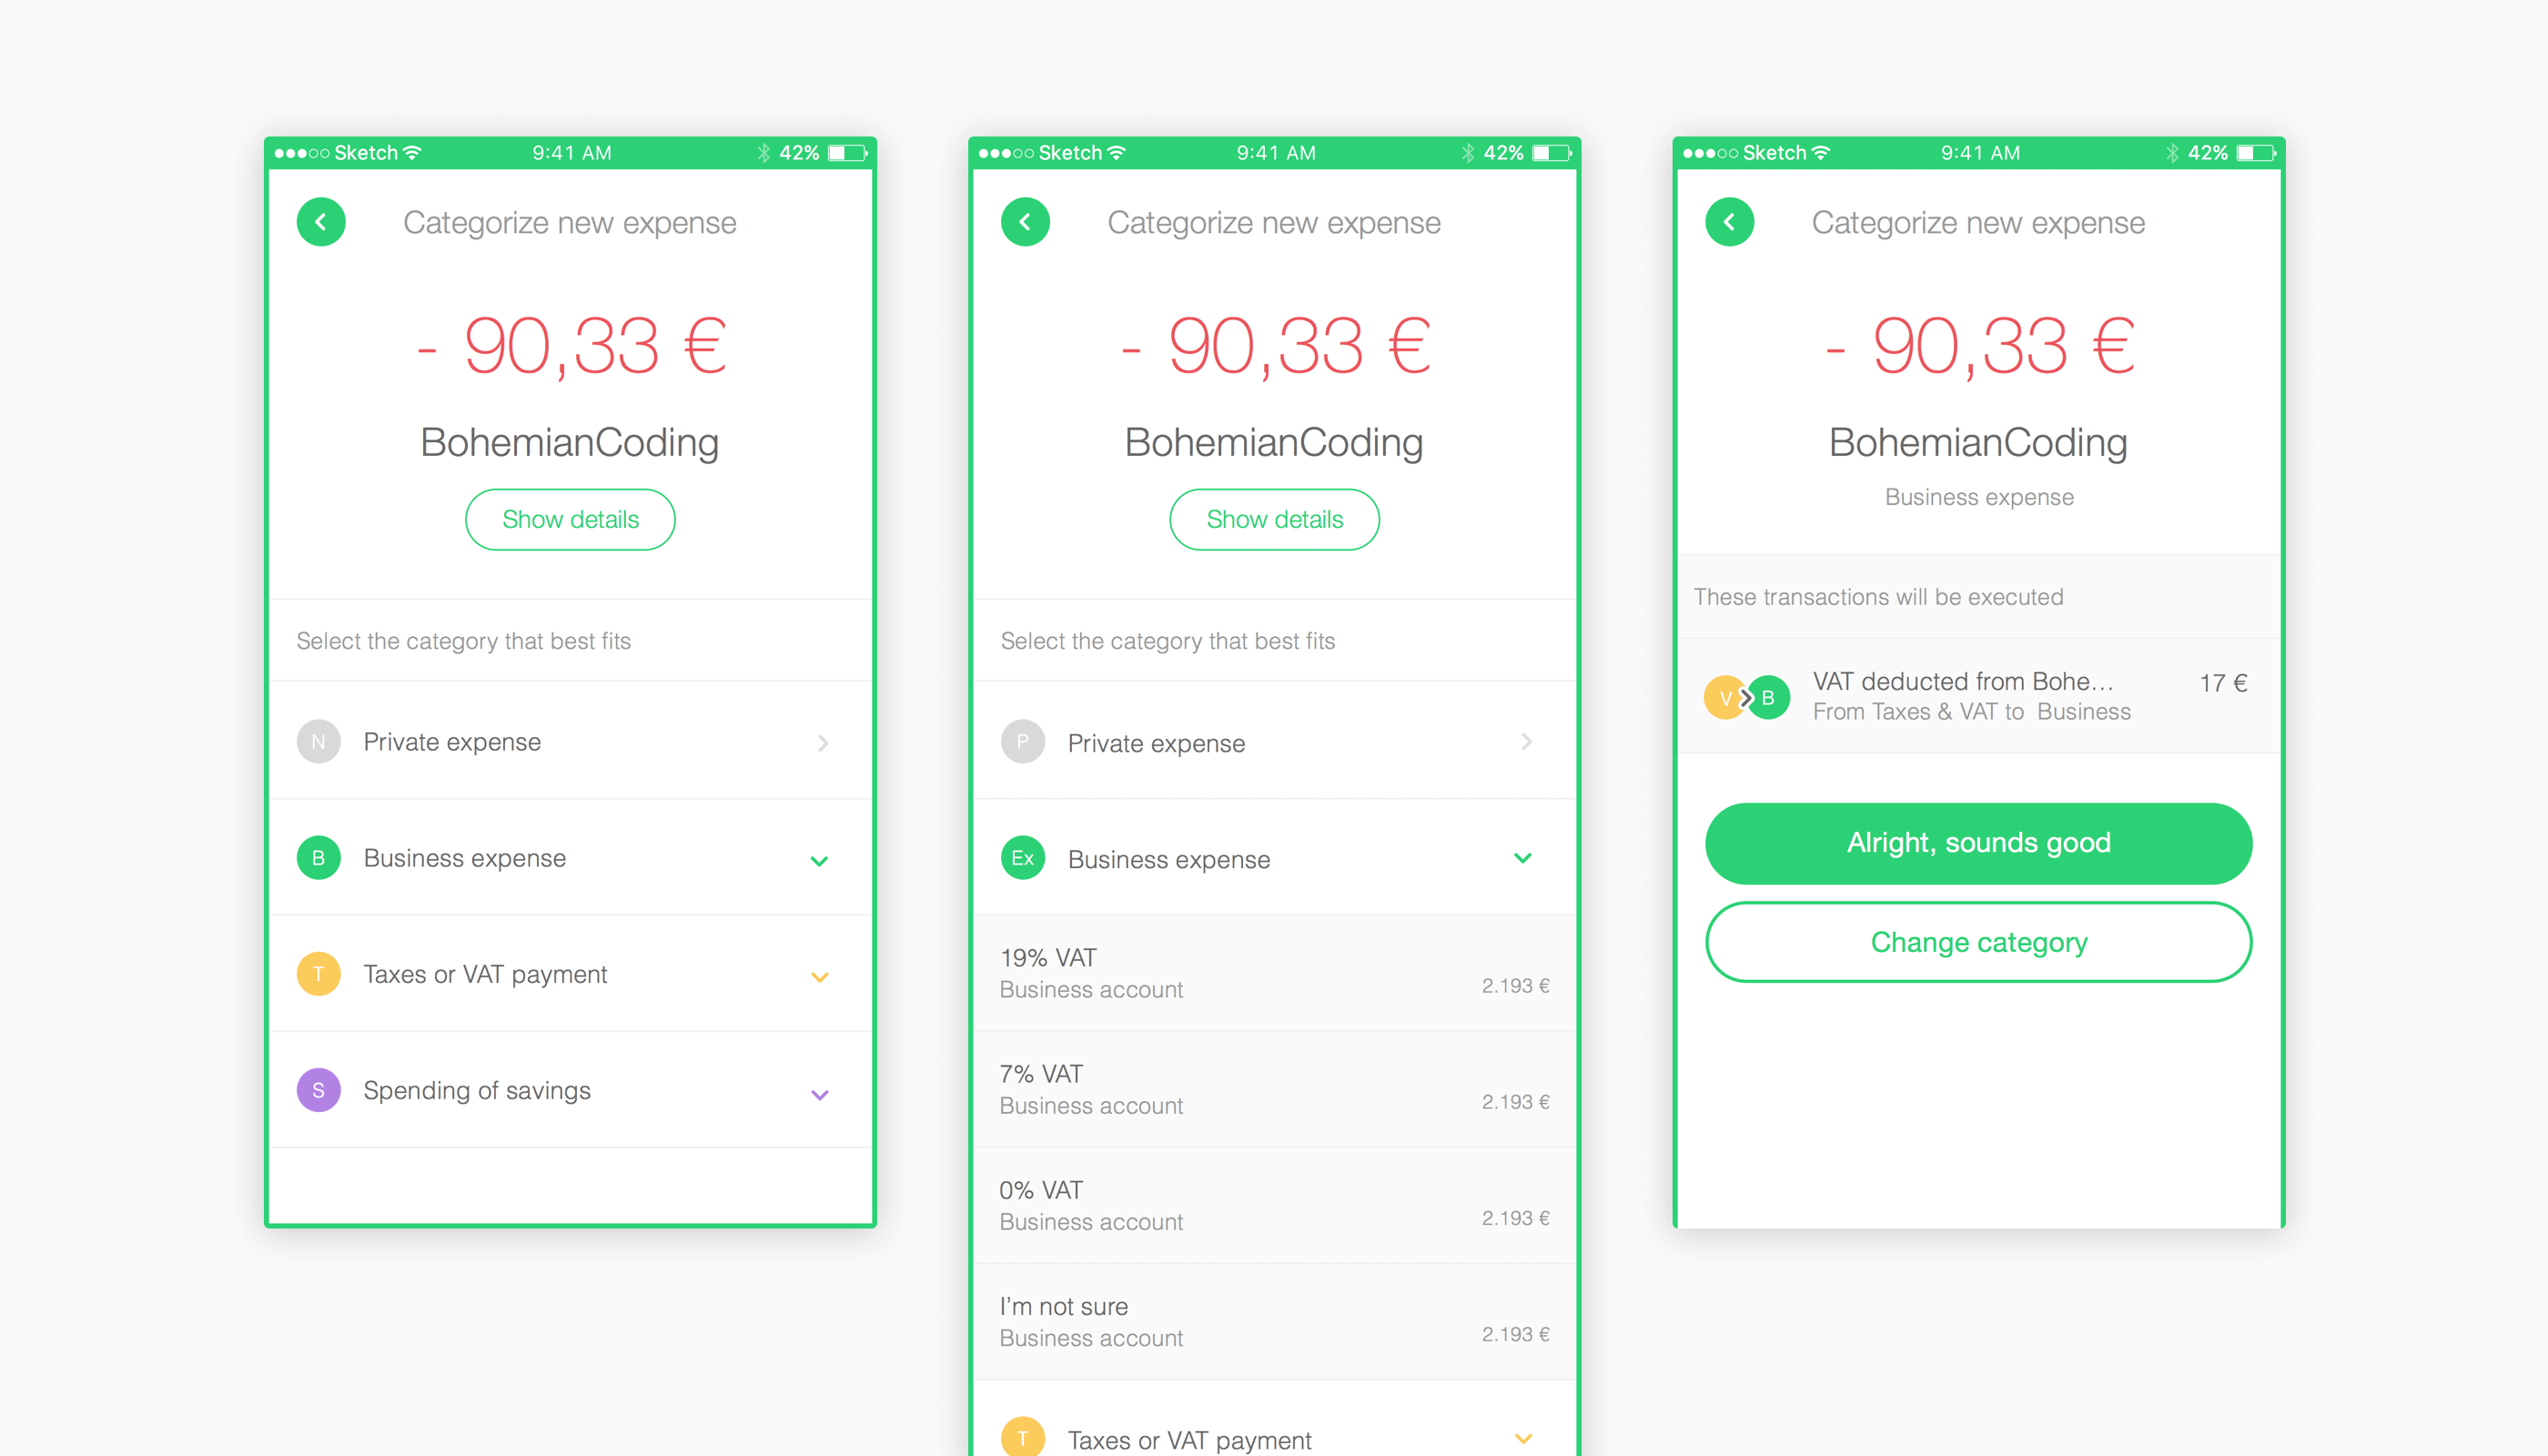 Sketch 9:41 AM 42%
Categorize new expense
- 90,33 €
BohemianCoding
Show details
Select the category that best fits
N Private expense
B Business expense
T Taxes or VAT payment
S Spending of savings
Sketch 9:41 AM 42%
Categorize new expense
- 90,33 €
BohemianCoding
Show details
Select the category that best fits
P Private expense
Ex Business expense
19% VAT
Business account 2.193 €
7% VAT
Business account 2.193 €
0% VAT
Business account 2.193 €
I'm not sure
Business account 2.193 €
T Taxes or VAT payment
Sketch 9:41 AM 42%
Categorize new expense
- 90,33 €
BohemianCoding
Business expense
These transactions will be executed
V B VAT deducted from Bohe... 17 €
From Taxes & VAT to Business
Alright, sounds good
Change category